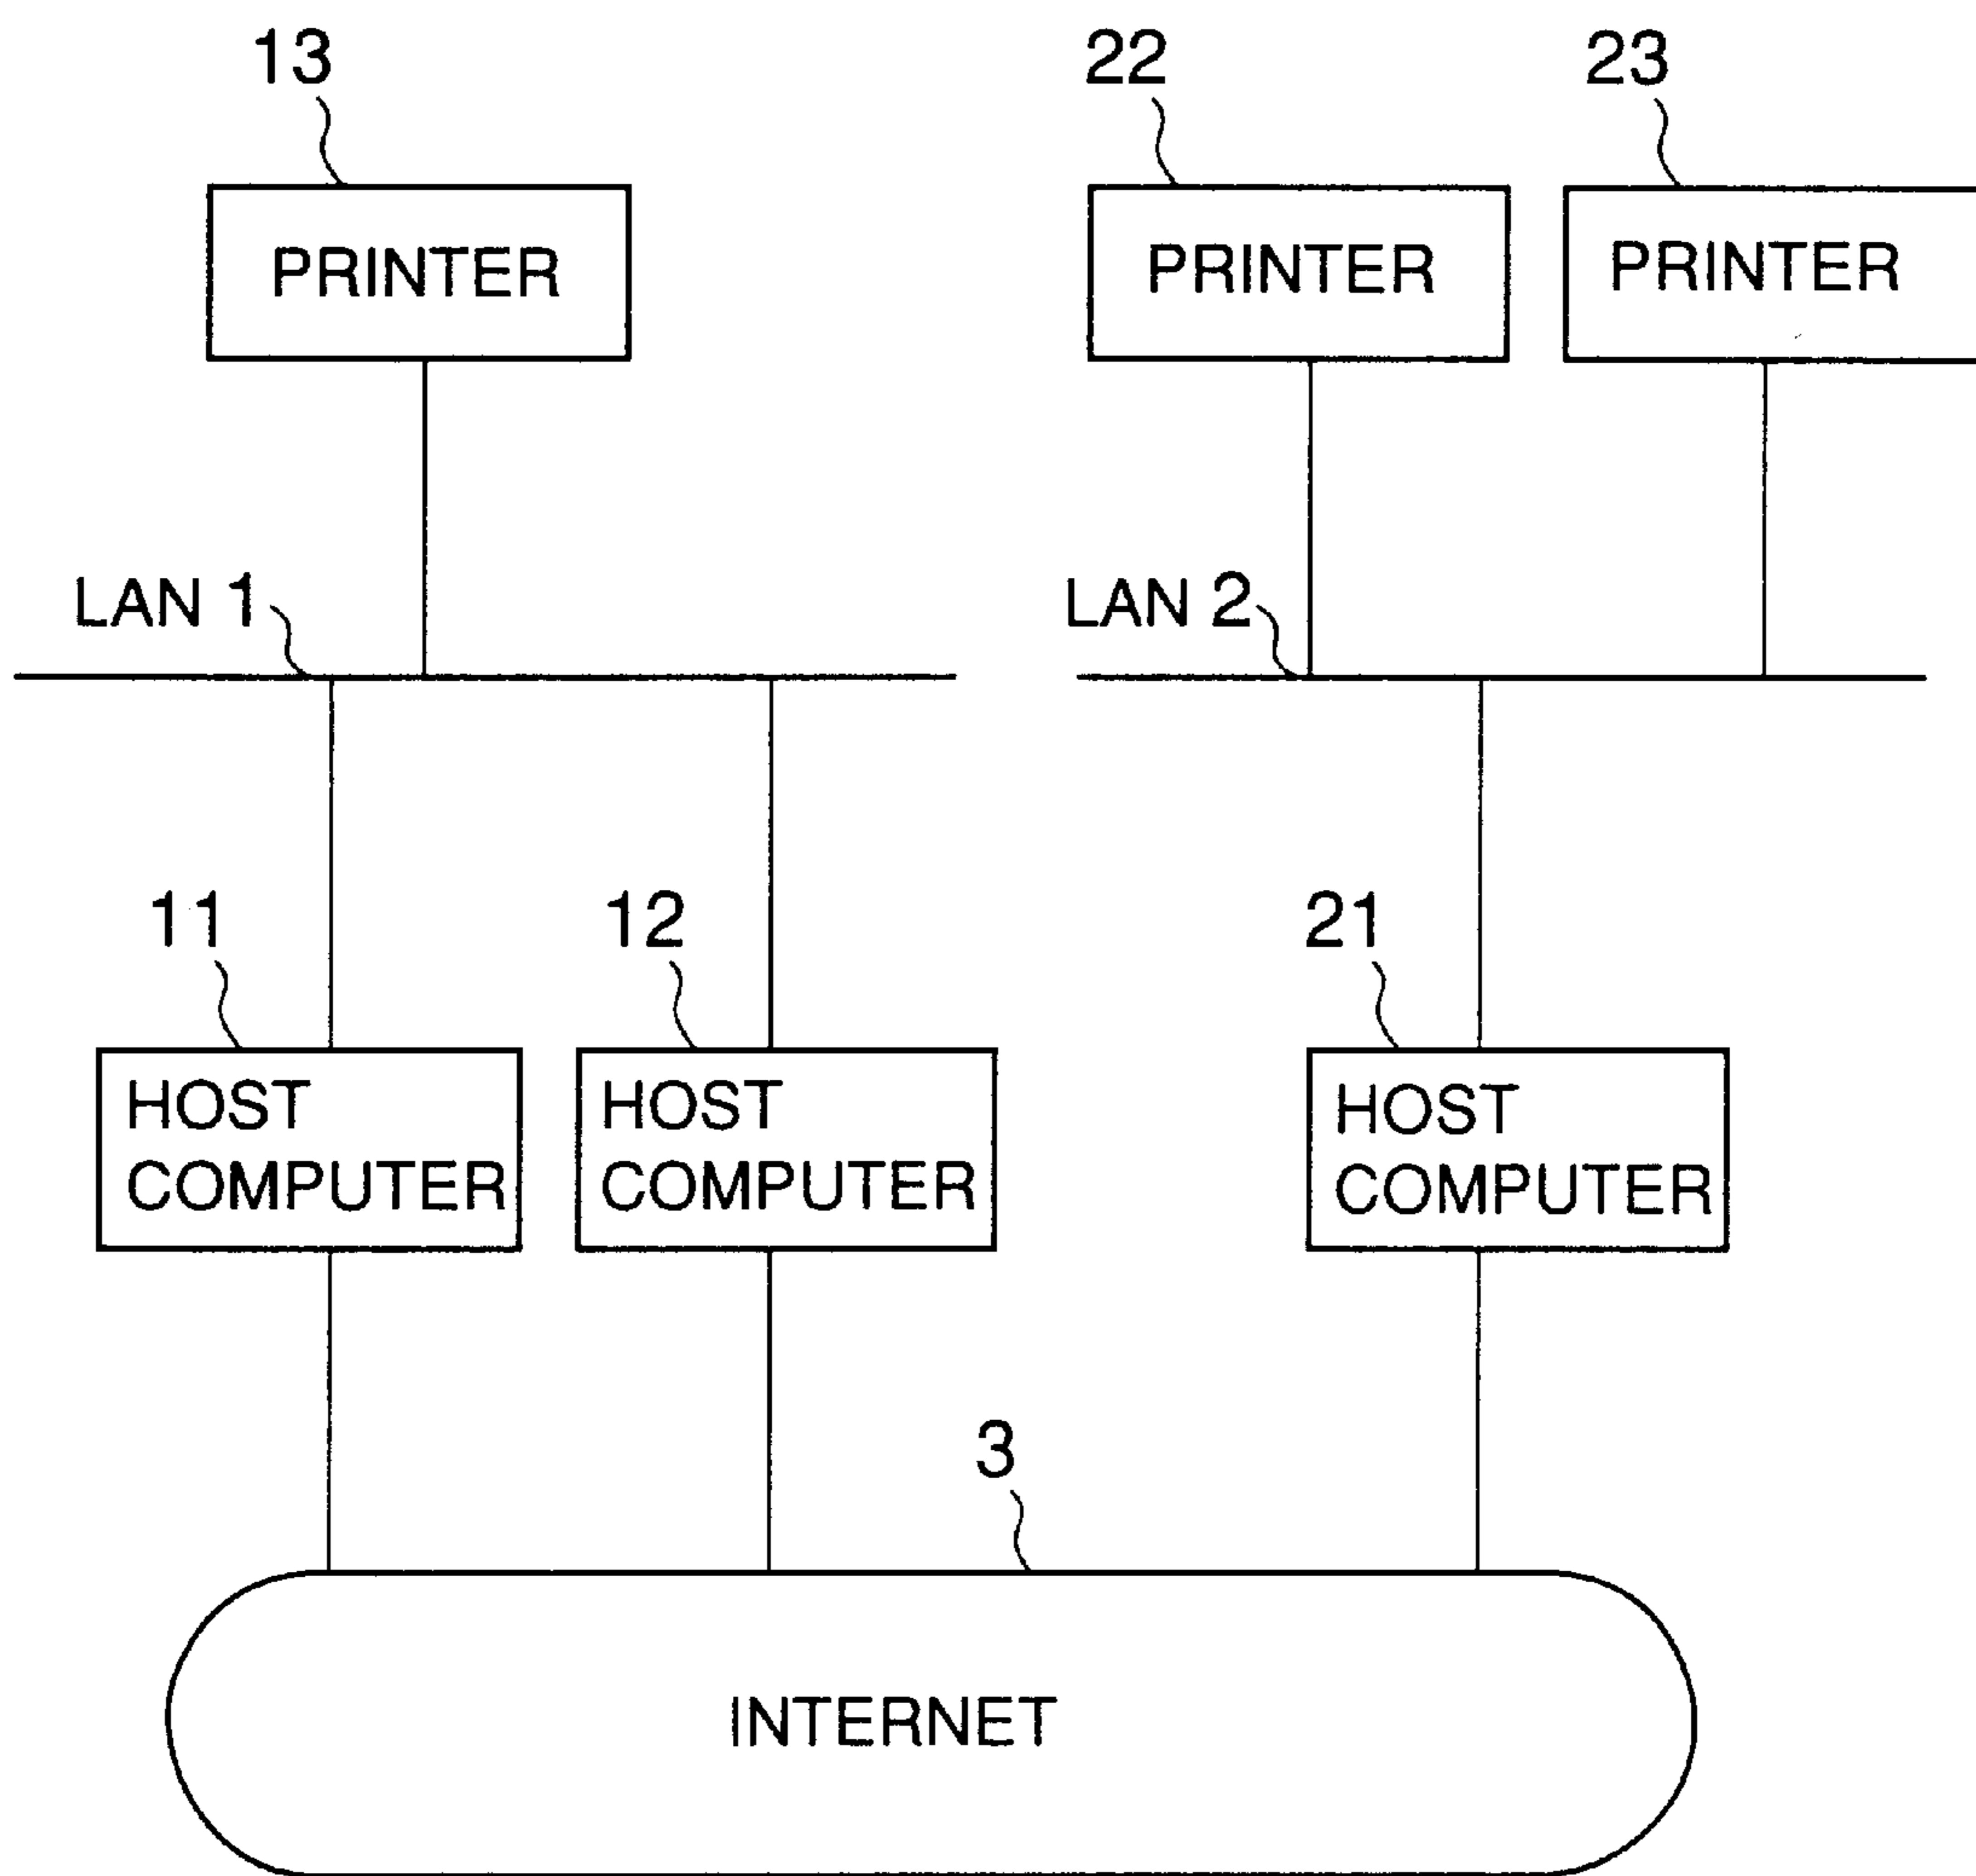 13
22
23
PRINTER
PRINTER
PRINTER
LAN 1
LAN 2
11
12
21
HOST
COMPUTER
HOST
COMPUTER
HOST
COMPUTER
3
INTERNET